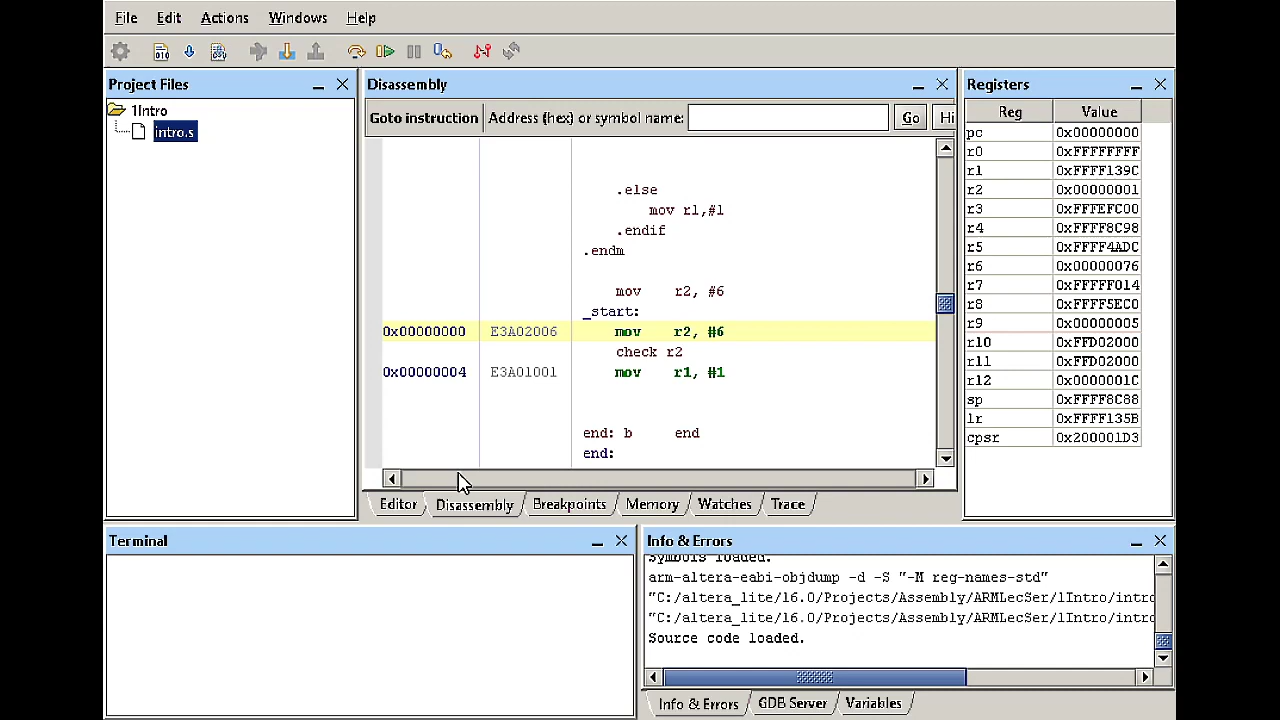 File Edit Actions Windows Help
Project Files
1Intro
intro.s
Disassembly
Goto instruction Address (hex) or symbol name: Go Hi
.else
mov r1,#1
.endif
.endm
mov r2, #6
_start:
0x00000000 E3A02006 mov r2, #6
check r2
0x00000004 E3A01001 mov r1, #1
end: b end
end:
Editor Disassembly Breakpoints Memory Watches Trace
Registers
Reg Value
pc 0x00000000
r0 0xFFFFFFFF
r1 0xFFFF139C
r2 0x00000001
r3 0xFFFEFC00
r4 0xFFFF8C98
r5 0xFFFF4ADC
r6 0x00000076
r7 0xFFFFF014
r8 0xFFFF5EC0
r9 0x00000005
r10 0xFFD02000
r11 0xFFD02000
r12 0x0000001C
sp 0xFFFF8C88
lr 0xFFFF135B
cpsr 0x200001D3
Terminal
Info & Errors
Symbols loaded.
arm-altera-eabi-objdump -d -S "-M reg-names-std"
"C:/altera_lite/16.0/Projects/Assembly/ARMLecSer/1Intro/intro
"C:/altera_lite/16.0/Projects/Assembly/ARMLecSer/1Intro/intro
Source code loaded.
Info & Errors GDB Server Variables